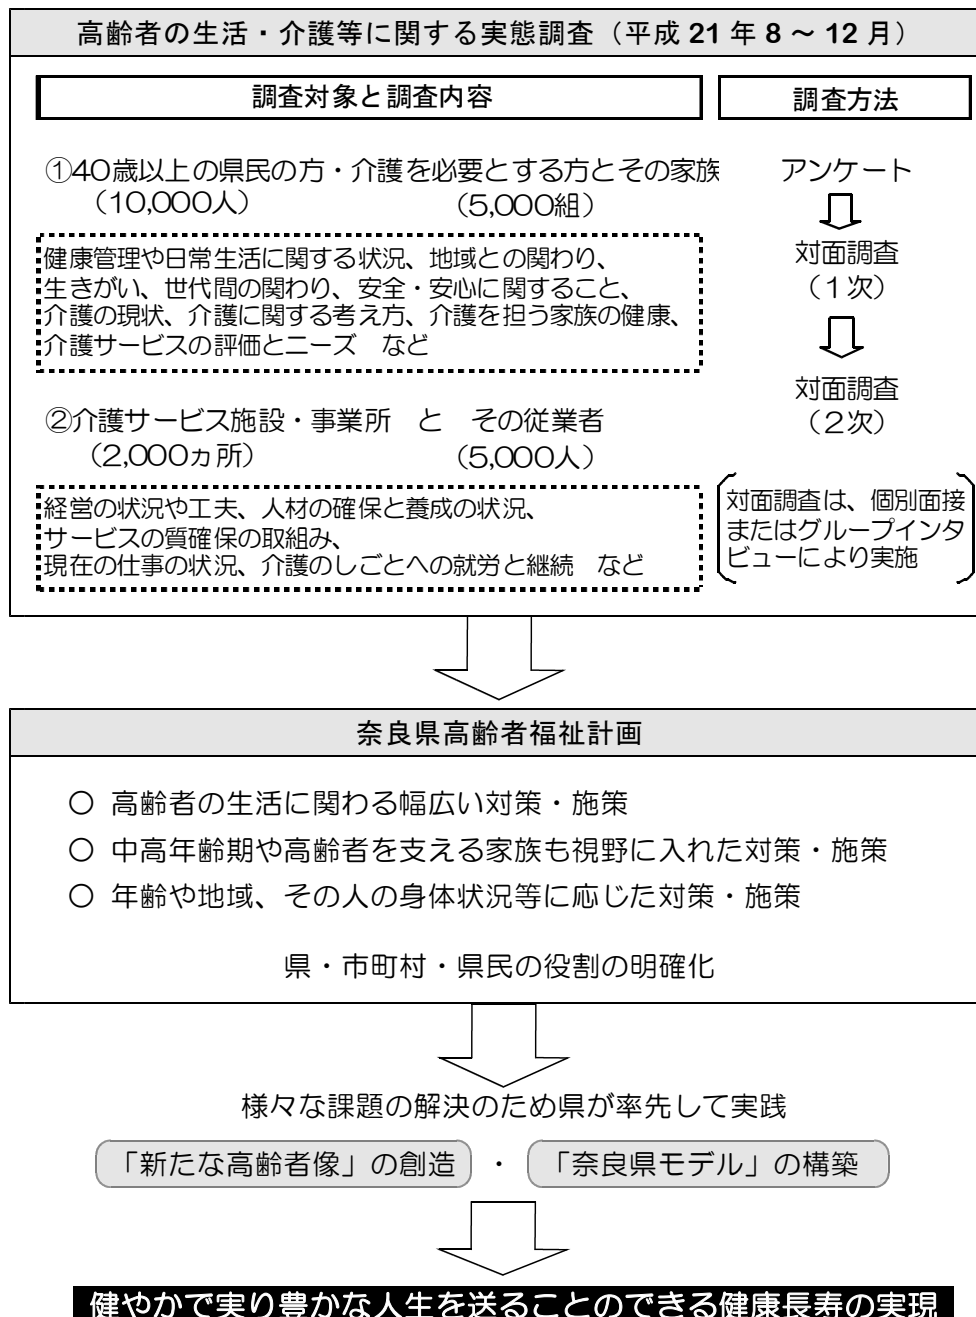 高齢者の生活・介護等に関する実態調査（平成 21 年 8 ～ 12 月）
調査対象と調査内容
調査方法
①40歳以上の県民の方・介護を必要とする方とその家族
（10,000人）　（5,000組）
健康管理や日常生活に関する状況、地域との関わり、
生きがい、世代間の関わり、安全・安心に関すること、
介護の現状、介護に関する考え方、介護を担う家族の健康、
介護サービスの評価とニーズ　など
②介護サービス施設・事業所　と　その従業者
（2,000ヵ所）　（5,000人）
経営の状況や工夫、人材の確保と養成の状況、
サービスの質確保の取組み、
現在の仕事の状況、介護のしごとへの就労と継続　など
アンケート
対面調査
（１次）
対面調査
（２次）
対面調査は、個別面接
またはグループインタ
ビューにより実施
奈良県高齢者福祉計画
○ 高齢者の生活に関わる幅広い対策・施策
○ 中高年齢期や高齢者を支える家族も視野に入れた対策・施策
○ 年齢や地域、その人の身体状況等に応じた対策・施策
県・市町村・県民の役割の明確化
様々な課題の解決のため県が率先して実践
「新たな高齢者像」の創造　・　「奈良県モデル」の構築
健やかで実り豊かな人生を送ることのできる健康長寿の実現